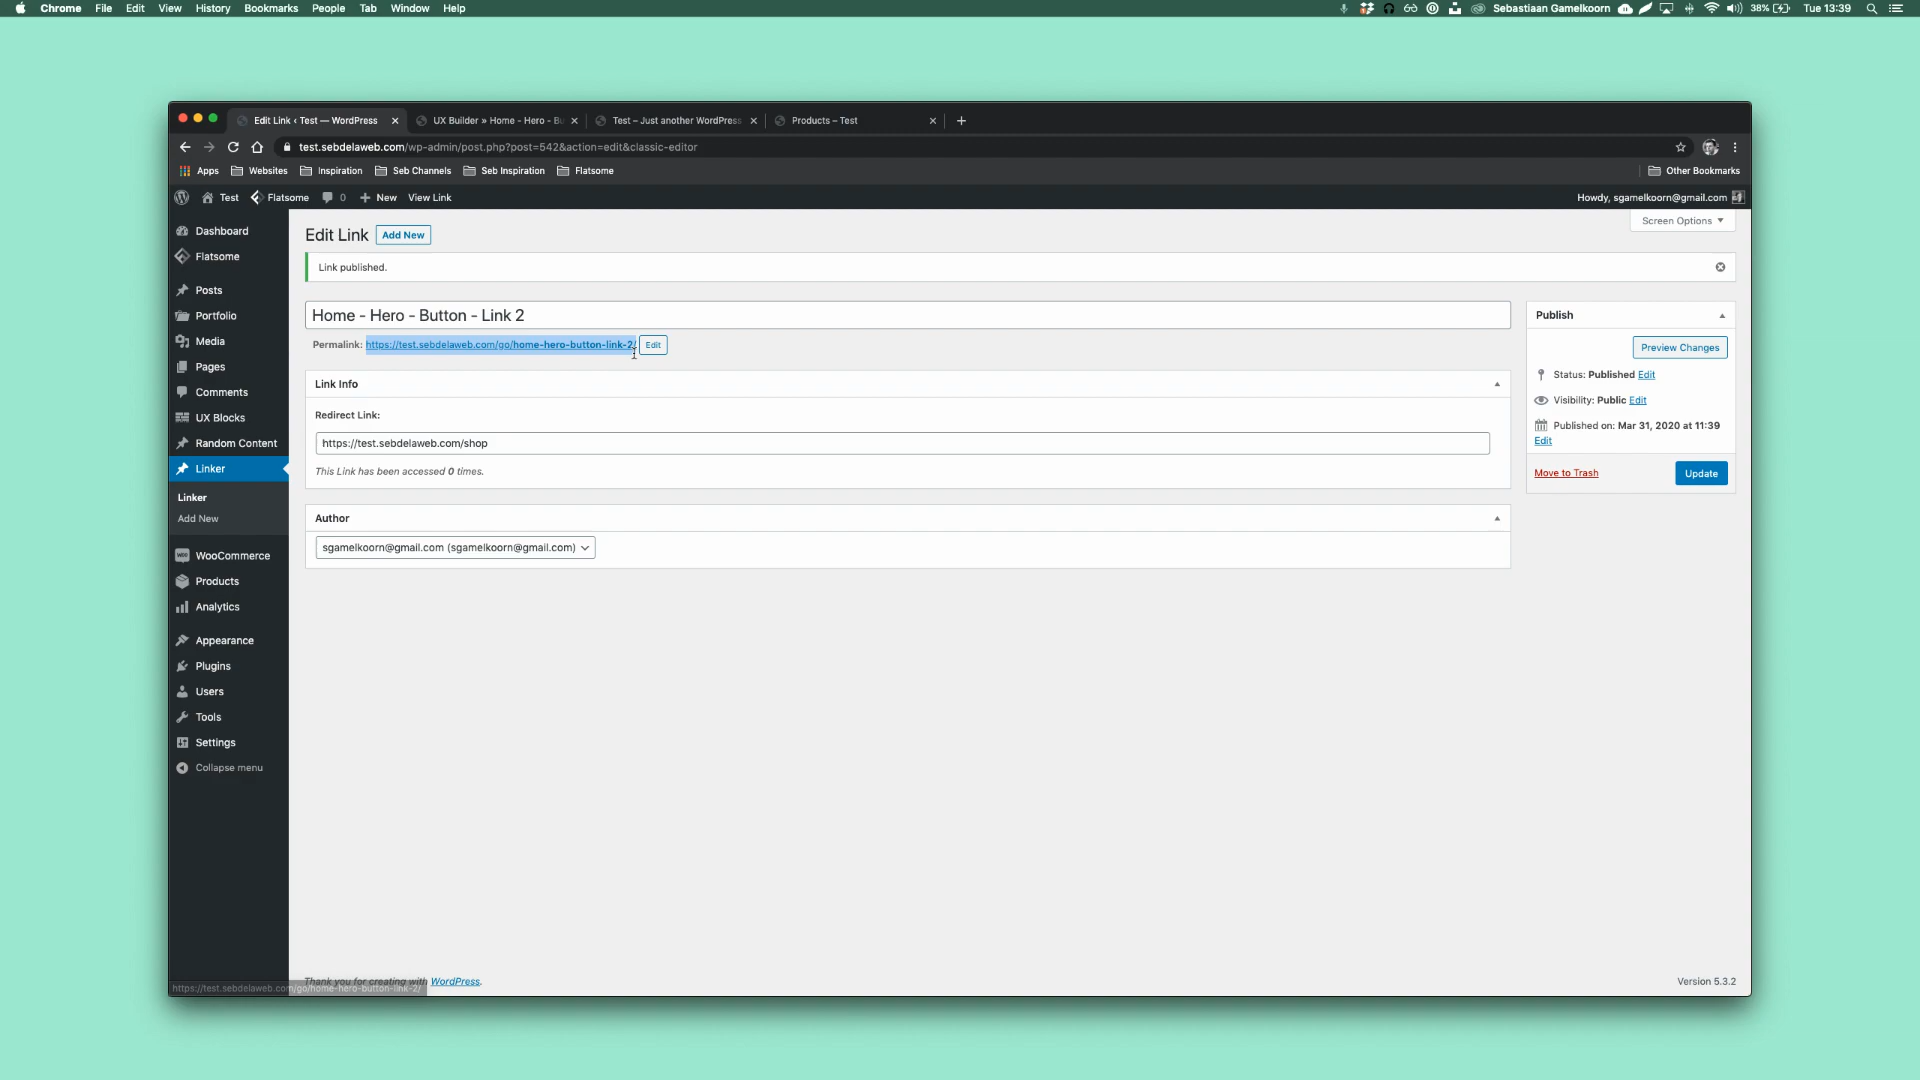 Chrome File Edit View History Bookmarks People Tab Window Help
Sebastiaan Gamelkoorn 38% Tue 13:39
Edit Link ‹ Test — WordPress
UX Builder » Home - Hero - Bu
Test – Just another WordPress
Products – Test
test.sebdelaweb.com/wp-admin/post.php?post=542&action=edit&classic-editor
Apps Websites Inspiration Seb Channels Seb Inspiration Flatsome Other Bookmarks
Test Flatsome 0 New View Link Howdy, sgamelkoorn@gmail.com
Screen Options
Dashboard
Flatsome
Posts
Portfolio
Media
Pages
Comments
UX Blocks
Random Content
Linker
Linker
Add New
WooCommerce
Products
Analytics
Appearance
Plugins
Users
Tools
Settings
Collapse menu
Edit Link Add New
Link published.
Home - Hero - Button - Link 2
Permalink: https://test.sebdelaweb.com/go/home-hero-button-link-2/ Edit
Link Info
Redirect Link:
https://test.sebdelaweb.com/shop
This Link has been accessed 0 times.
Author
sgamelkoorn@gmail.com (sgamelkoorn@gmail.com)
Publish
Preview Changes
Status: Published Edit
Visibility: Public Edit
Published on: Mar 31, 2020 at 11:39
Edit
Move to Trash Update
Thank you for creating with WordPress.
Version 5.3.2
https://test.sebdelaweb.com/go/home-hero-button-link-2/